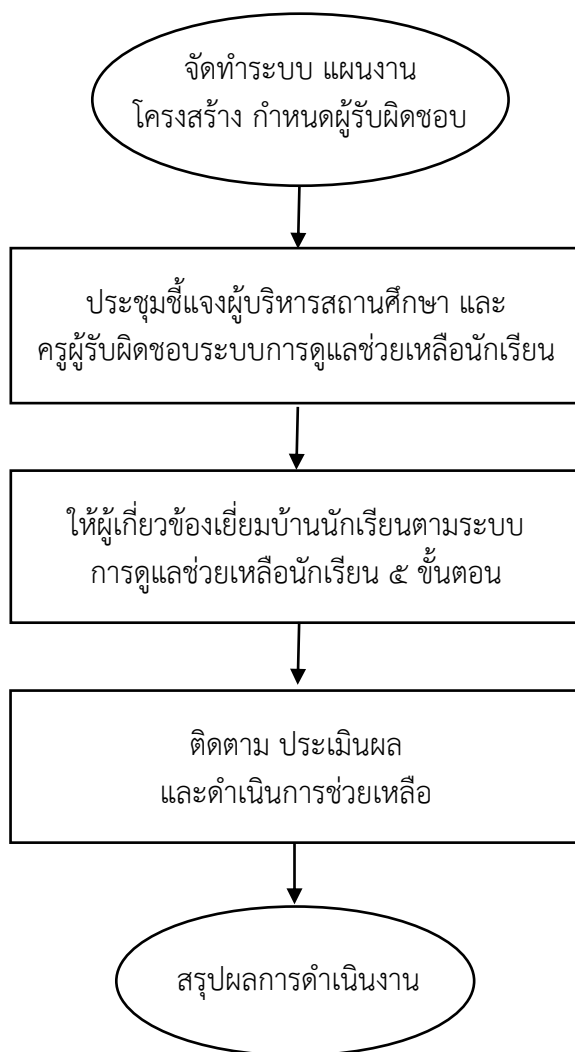 จัดทำระบบ แผนงาน
โครงสร้าง กำหนดผู้รับผิดชอบ
ประชุมชี้แจงผู้บริหารสถานศึกษา และ
ครูผู้รับผิดชอบระบบการดูแลช่วยเหลือนักเรียน
ให้ผู้เกี่ยวข้องเยี่ยมบ้านนักเรียนตามระบบ
การดูแลช่วยเหลือนักเรียน ๕ ขั้นตอน
ติดตาม ประเมินผล
และดำเนินการช่วยเหลือ
สรุปผลการดำเนินงาน